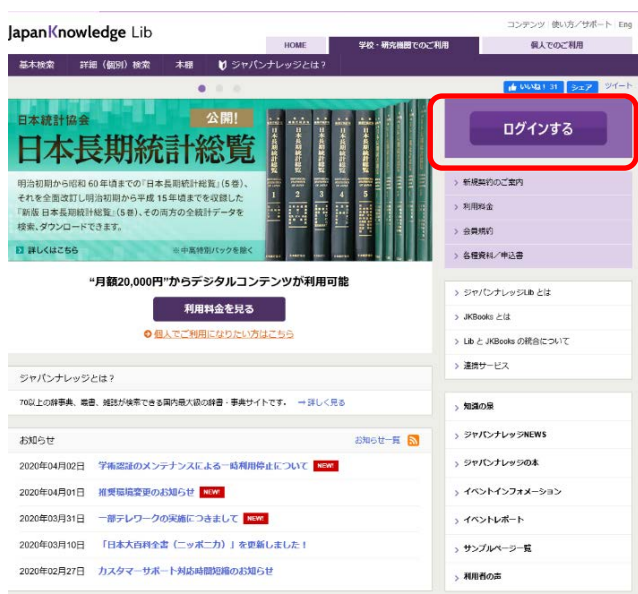 JapanKnowledge Lib
コンテンツ 使い方/サポート Eng
HOME
学校・研究機関でのご利用
個人でのご利用
基本検索 詳細（個別）検索 本棚 ジャパンナレッジとは？
いいね！ 31 シェア ツイート
日本統計協会
公開!
日本長期統計総覧
明治初期から昭和60年頃までの『日本長期統計総覧』(5巻)、
それを全面改訂し明治初期から平成15年頃までを収録した
『新版 日本長期統計総覧』(5巻)、その両方の全統計データを
検索、ダウンロードできます。
詳しくはこちら
※中高特別パックを除く
1 2 3 4 5
ログインする
新規契約のご案内
利用料金
会員規約
各種資料／申込書
“月額20,000円”からデジタルコンテンツが利用可能
利用料金を見る
個人でご利用になりたい方はこちら
ジャパンナレッジLib とは
JKBooks とは
Lib と JKBooks の統合について
連携サービス
ジャパンナレッジとは？
70以上の辞事典、叢書、雑誌が検索できる国内最大級の辞書・事典サイトです。 →詳しく見る
お知らせ
お知らせ一覧
2020年04月02日 学術認証のメンテナンスによる一時利用停止について NEW!
2020年04月01日 推奨環境変更のお知らせ NEW!
2020年03月31日 一部テレワークの実施につきまして NEW!
2020年03月10日 「日本大百科全書（ニッポニカ）」を更新しました！
2020年02月27日 カスタマーサポート対応時間短縮のお知らせ
知識の泉
ジャパンナレッジNEWS
ジャパンナレッジの本
イベントインフォメーション
イベントレポート
サンプルページ一覧
利用者の声